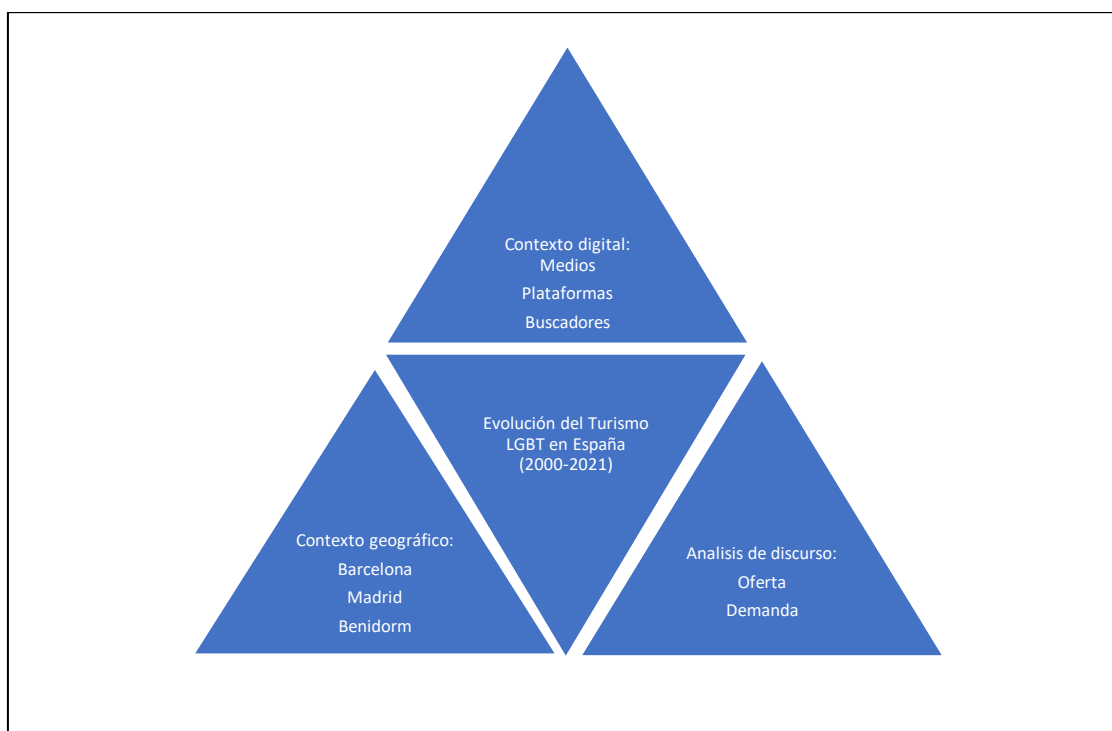 Contexto digital:
Medios
Plataformas
Buscadores
Evolución del Turismo
LGBT en España
(2000-2021)
Contexto geográfico:
Barcelona
Madrid
Benidorm
Analisis de discurso:
Oferta
Demanda